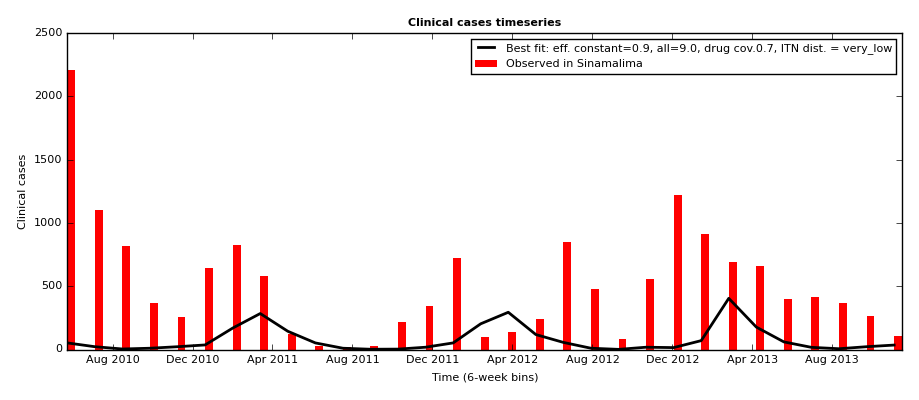 Clinical cases timeseries
Best fit: eff. constant=0.9, all=9.0, drug cov.0.7, ITN dist. = very_low
Observed in Sinamalima
2500
2000
1500
1000
500
0
Clinical cases
Aug 2010 Dec 2010 Apr 2011 Aug 2011 Dec 2011 Apr 2012 Aug 2012 Dec 2012 Apr 2013 Aug 2013
Time (6-week bins)